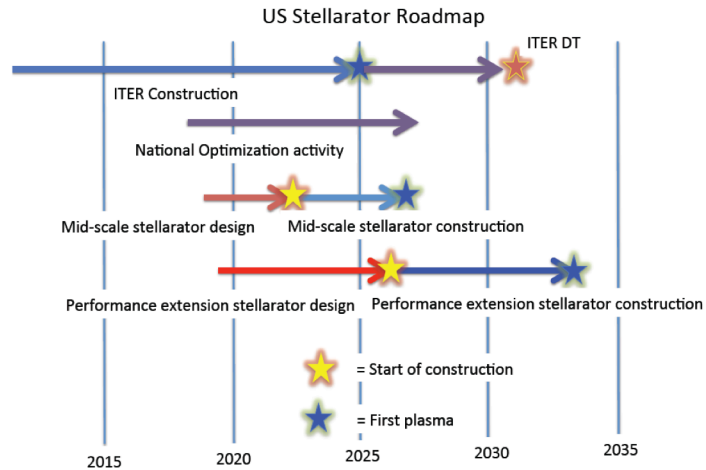 US Stellarator Roadmap
ITER DT
ITER Construction
National Optimization activity
Mid-scale stellarator design
Mid-scale stellarator construction
Performance extension stellarator design
Performance extension stellarator construction
= Start of construction
= First plasma
2015
2020
2025
2030
2035